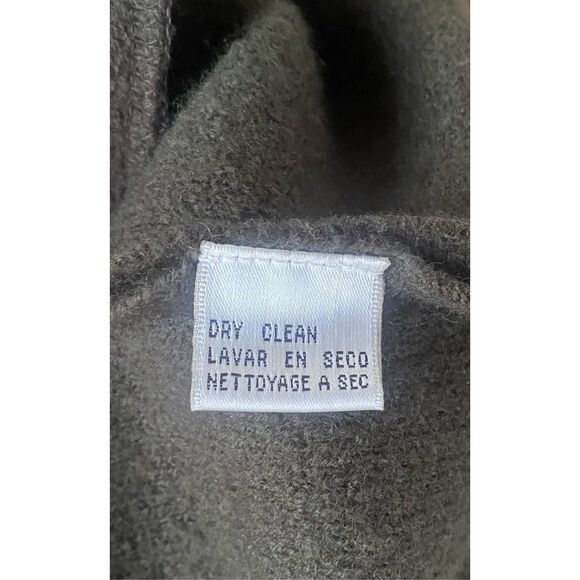 DRY CLEAN
LAVAR EN SECO
NETTOYAGE A SEC